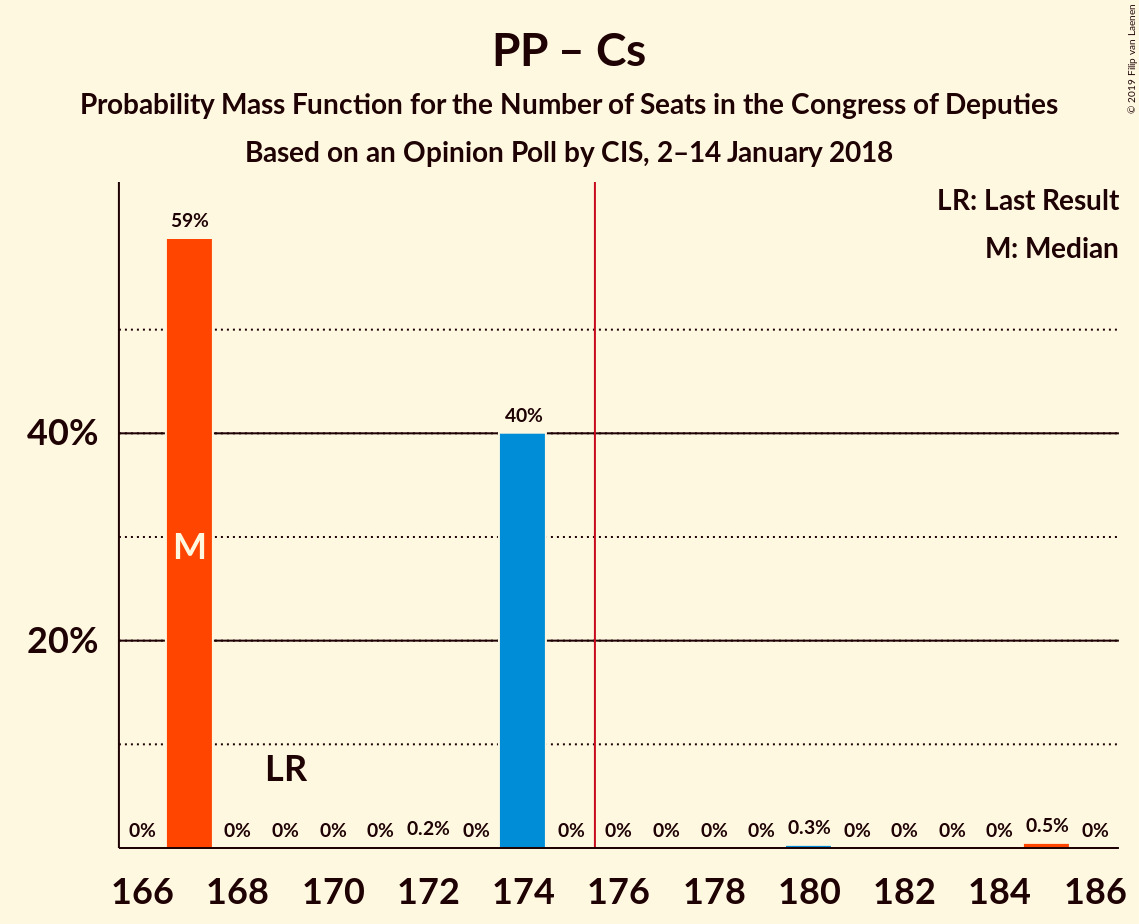 PP – Cs
Probability Mass Function for the Number of Seats in the Congress of Deputies
Based on an Opinion Poll by CIS, 2–14 January 2018
© 2019 Filip van Laenen
LR: Last Result
M: Median
59%
40%
40%
M
20%
LR
0% 0% 0% 0% 0% 0.2% 0% 0% 0% 0% 0% 0% 0.3% 0% 0% 0% 0% 0.5% 0%
166 168 170 172 174 176 178 180 182 184 186